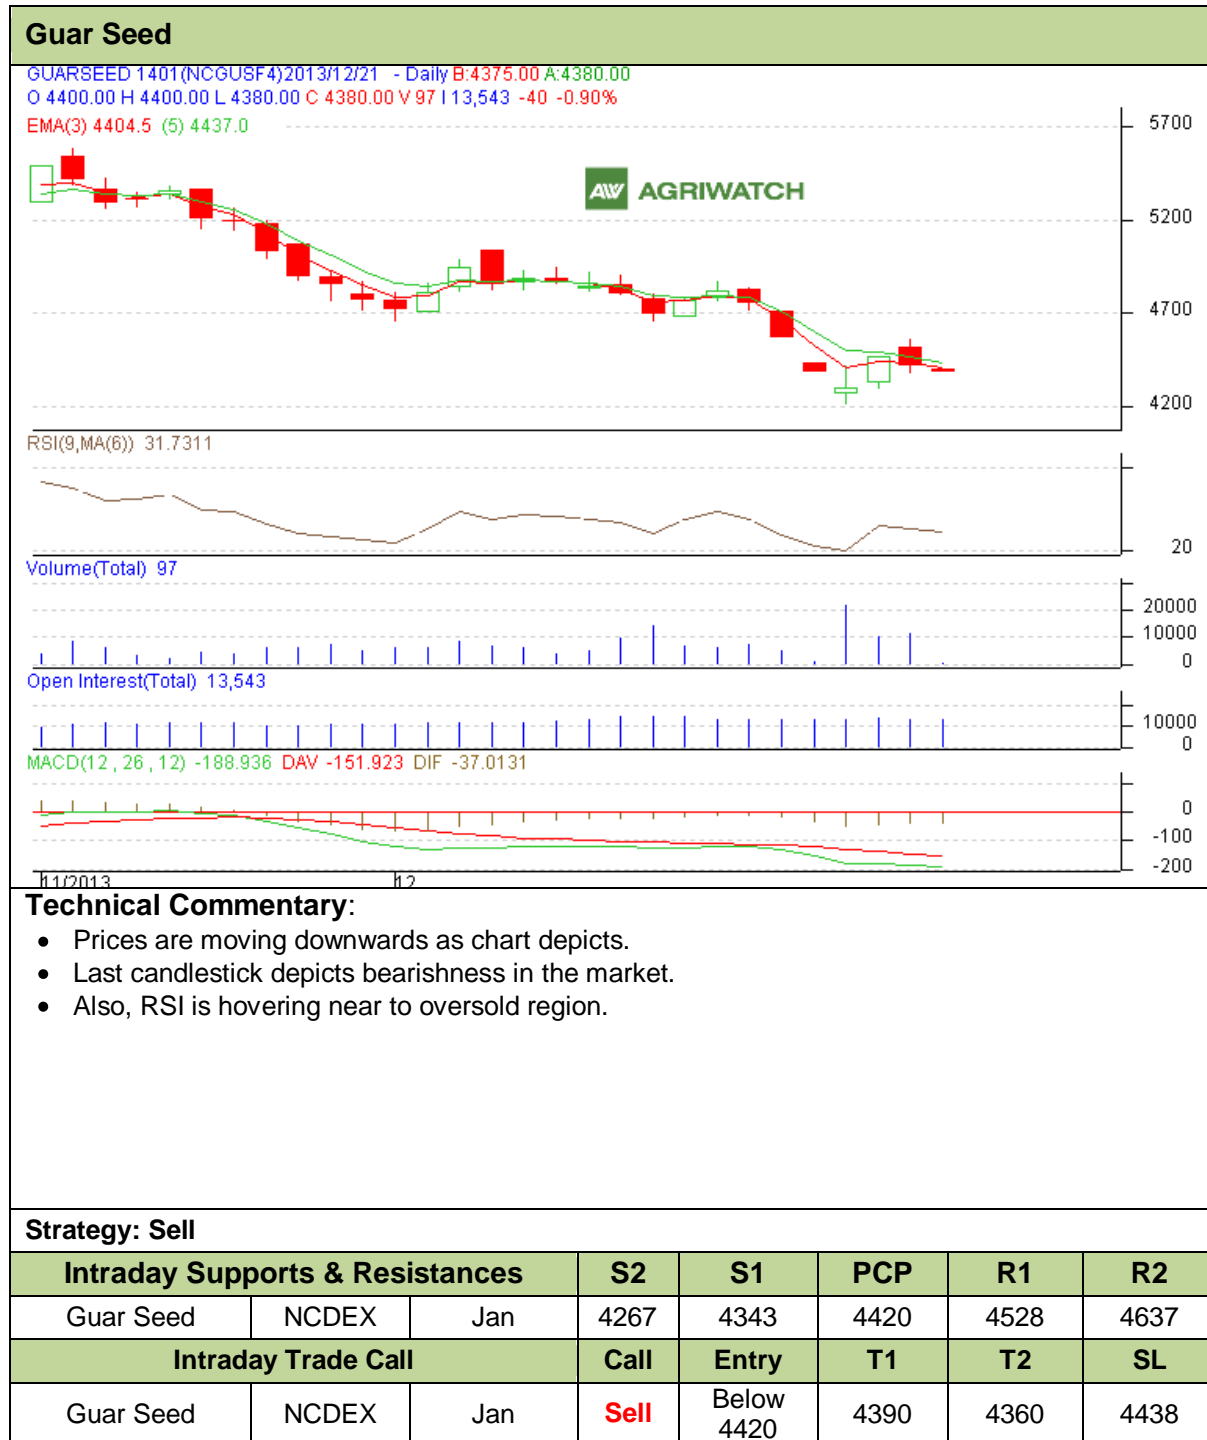 Guar Seed
GUARSEED 1401(NCGUSF4)2013/12/21 - Daily B:4375.00 A:4380.00
O 4400.00 H 4400.00 L 4380.00 C 4380.00 V 97 I 13,543 -40 -0.90%
EMA(3) 4404.5 (5) 4437.0
5700
AW AGRIWATCH
5200
4700
4200
RSI(9,MA(6)) 31.7311
20
Volume(Total) 97
20000
10000
0
Open Interest(Total) 13,543
10000
0
MACD(12 , 26 , 12) -188.936 DAV -151.923 DIF -37.0131
0
-100
-200
11/2013 12
Technical Commentary:
• Prices are moving downwards as chart depicts.
• Last candlestick depicts bearishness in the market.
• Also, RSI is hovering near to oversold region.
Strategy: Sell
Intraday Supports & Resistances S2 S1 PCP R1 R2
Guar Seed NCDEX Jan 4267 4343 4420 4528 4637
Intraday Trade Call Call Entry T1 T2 SL
Guar Seed NCDEX Jan Sell Below 4420 4390 4360 4438